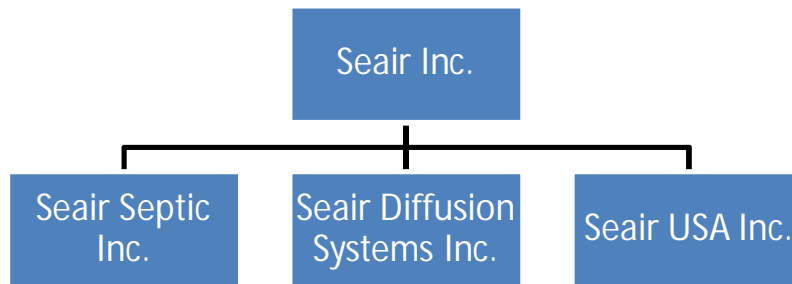 Seair Inc.
Seair Septic
Inc.
Seair Diffusion
Systems Inc.
Seair USA Inc.